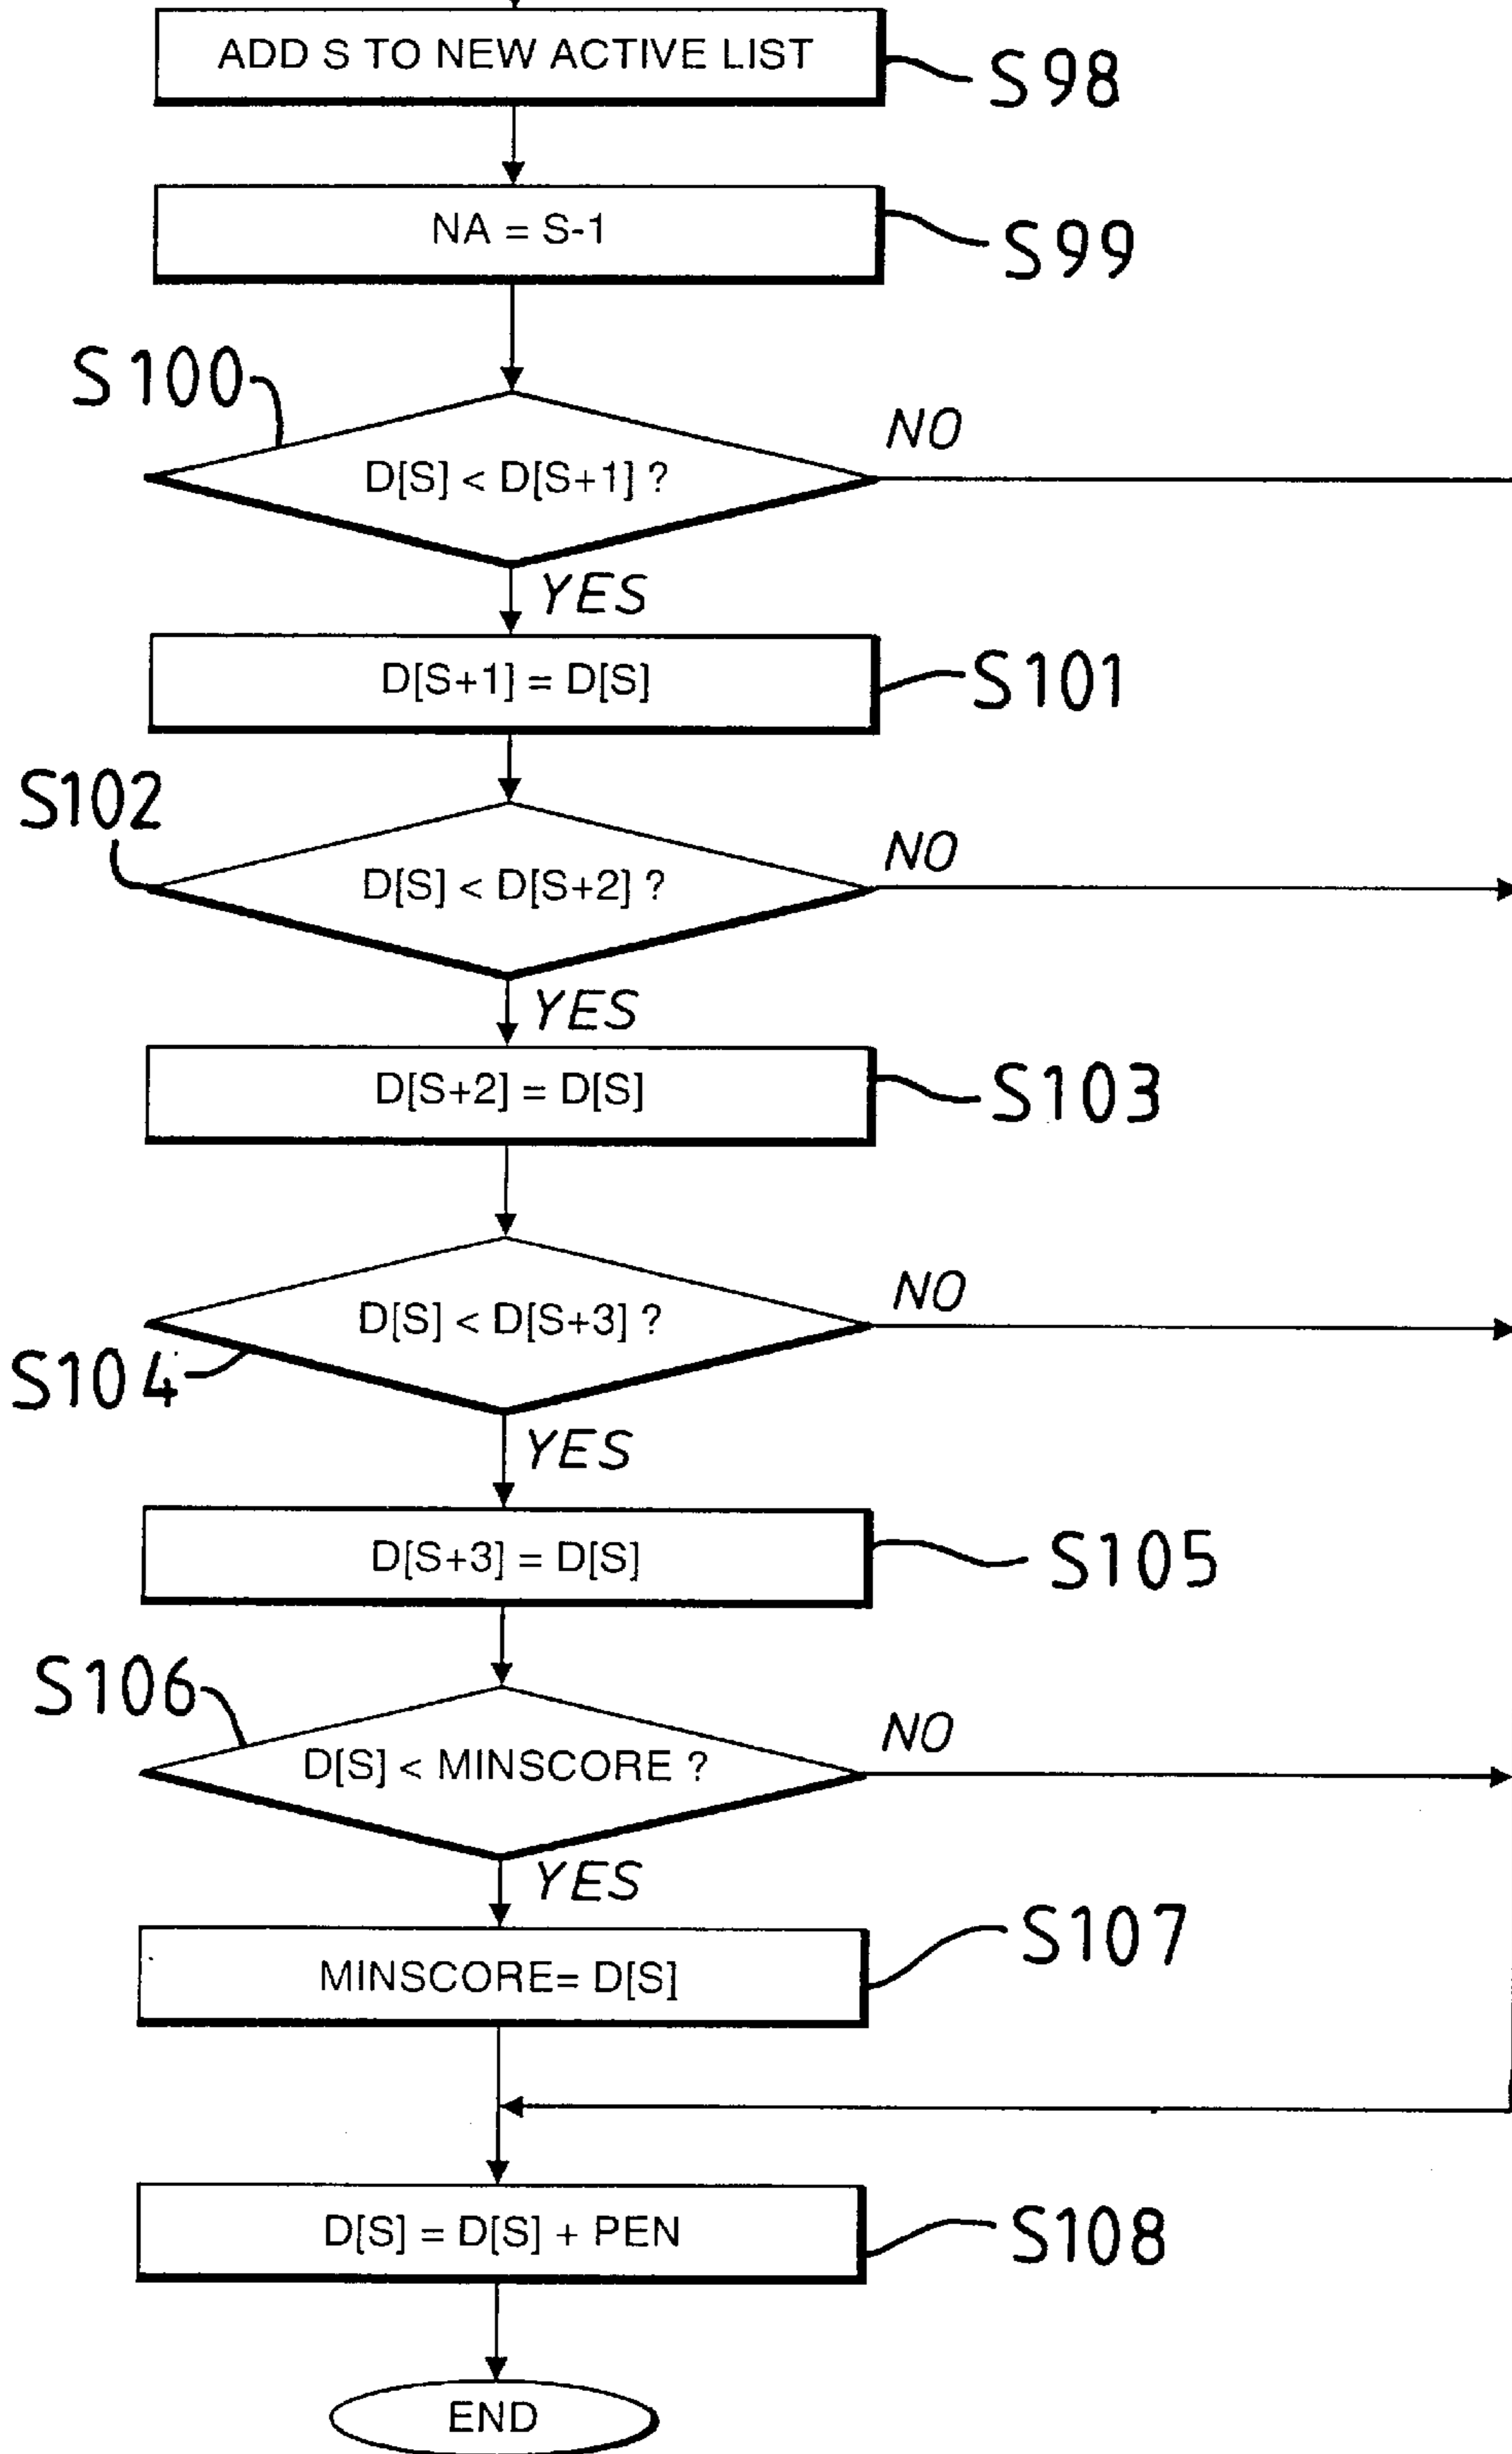 ADD S TO NEW ACTIVE LIST
S98
NA = S-1
S99
S100
D[S] < D[S+1] ?
NO
YES
D[S+1] = D[S]
S101
S102
D[S] < D[S+2] ?
NO
YES
D[S+2] = D[S]
S103
D[S] < D[S+3] ?
NO
S104
YES
D[S+3] = D[S]
S105
S106
D[S] < MINSCORE ?
NO
YES
MINSCORE= D[S]
S107
D[S] = D[S] + PEN
S108
END